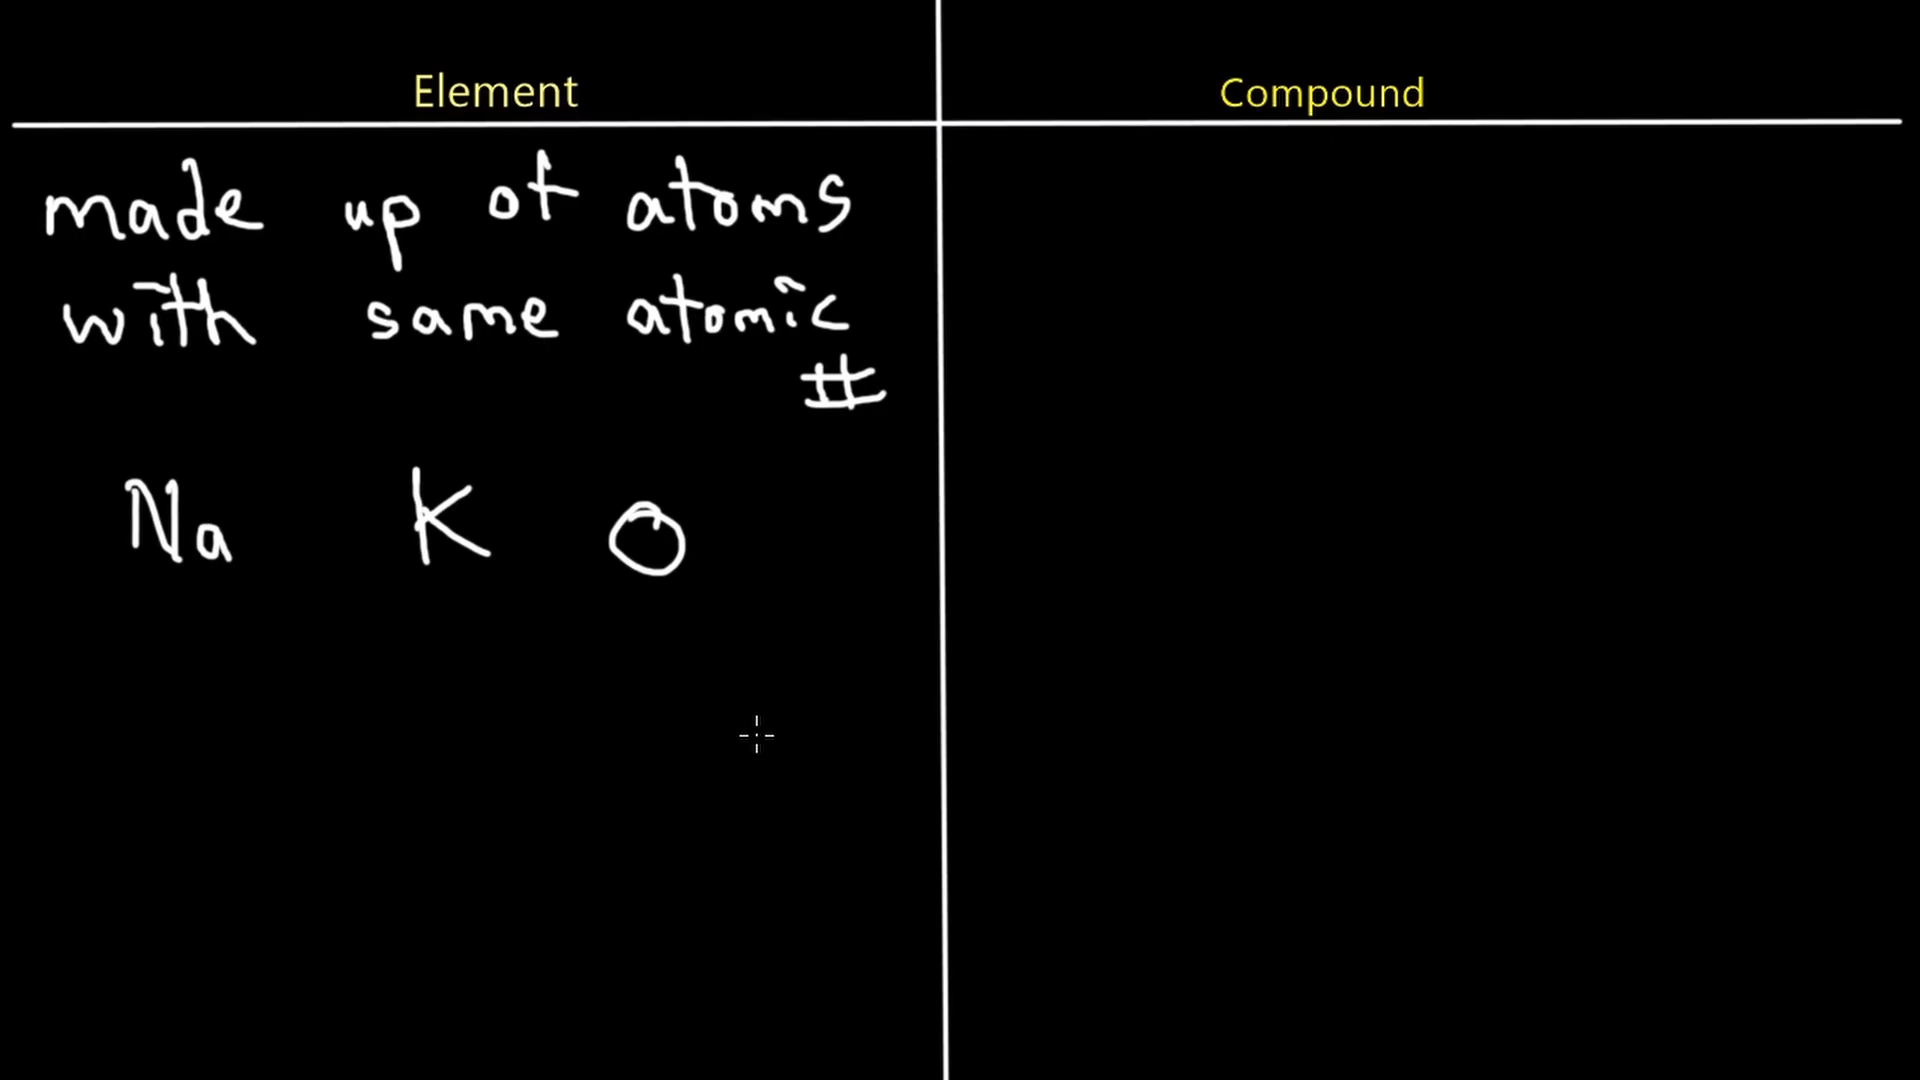 Element
Compound
made up of atoms
with same atomic
#
Na K O